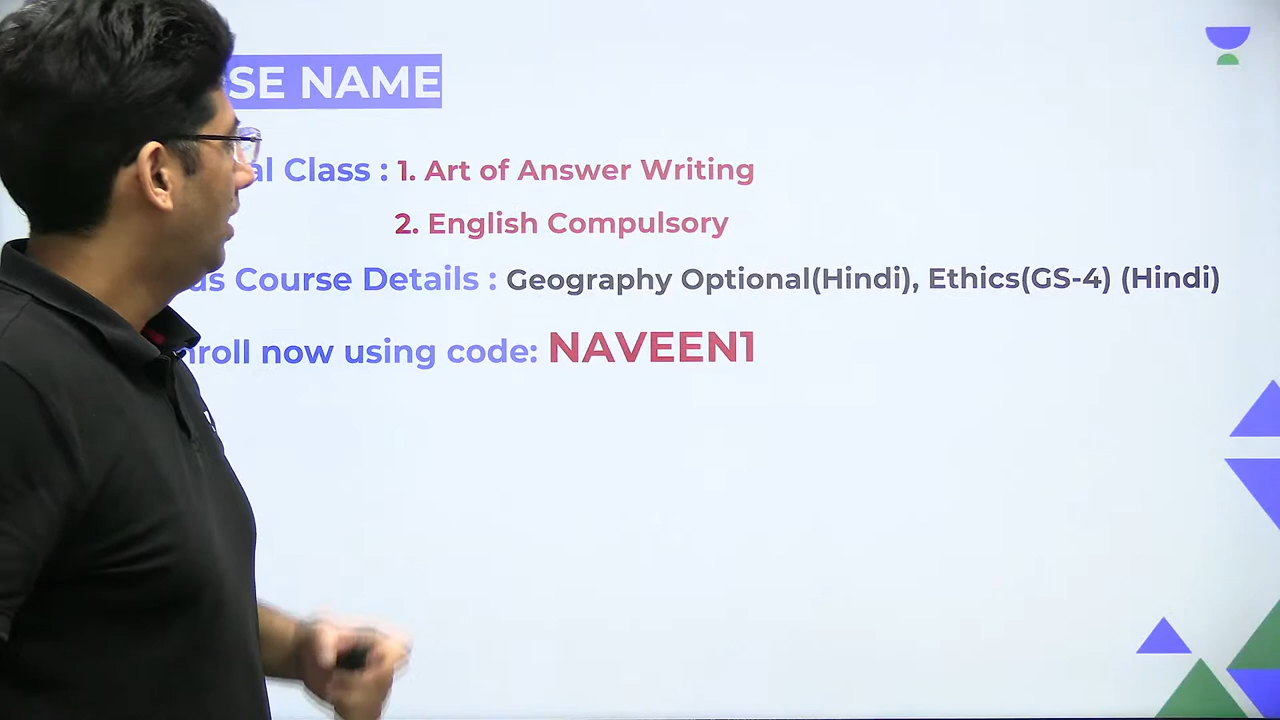 SE NAME
al Class : 1. Art of Answer Writing
2. English Compulsory
us Course Details : Geography Optional(Hindi), Ethics(GS-4) (Hindi)
nroll now using code: NAVEEN1